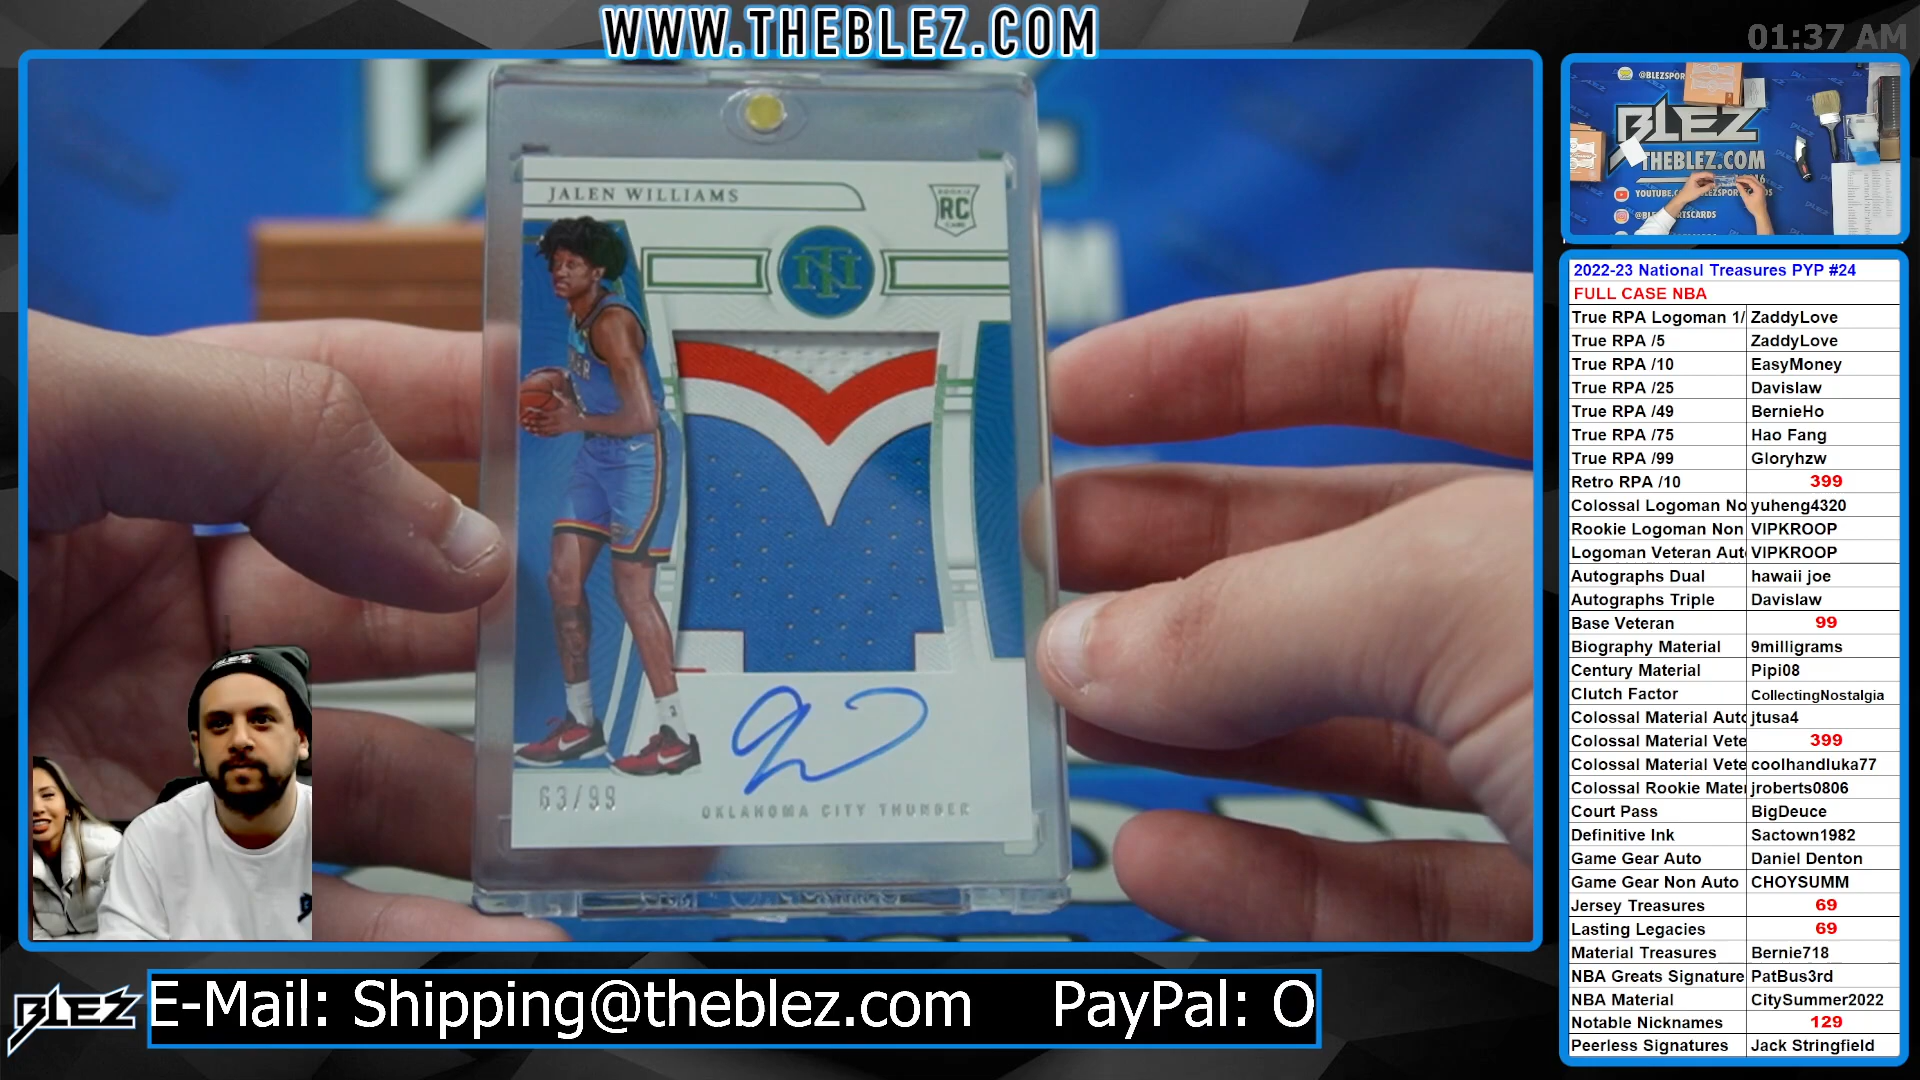 WWW.THEBLEZ.COM
01:37 AM
JALEN WILLIAMS
ROOKIE
RC
CARD
NT
63/99
OKLAHOMA CITY THUNDER
@BLEZSPOR
BLEZ
THEBLEZ.COM
2022-23 National Treasures PYP #24
FULL CASE NBA
True RPA Logoman 1/ ZaddyLove
True RPA /5 ZaddyLove
True RPA /10 EasyMoney
True RPA /25 Davislaw
True RPA /49 BernieHo
True RPA /75 Hao Fang
True RPA /99 Gloryhzw
Retro RPA /10 399
Colossal Logoman No yuheng4320
Rookie Logoman Non VIPKROOP
Logoman Veteran Aut VIPKROOP
Autographs Dual hawaii joe
Autographs Triple Davislaw
Base Veteran 99
Biography Material 9milligrams
Century Material Pipi08
Clutch Factor CollectingNostalgia
Colossal Material Auto jtusa4
Colossal Material Vete 399
Colossal Material Vete coolhandluka77
Colossal Rookie Mater jroberts0806
Court Pass BigDeuce
Definitive Ink Sactown1982
Game Gear Auto Daniel Denton
Game Gear Non Auto CHOYSUMM
Jersey Treasures 69
Lasting Legacies 69
Material Treasures Bernie718
NBA Greats Signature PatBus3rd
NBA Material CitySummer2022
Notable Nicknames 129
Peerless Signatures Jack Stringfield
BLEZ
E-Mail: Shipping@theblez.com PayPal: O